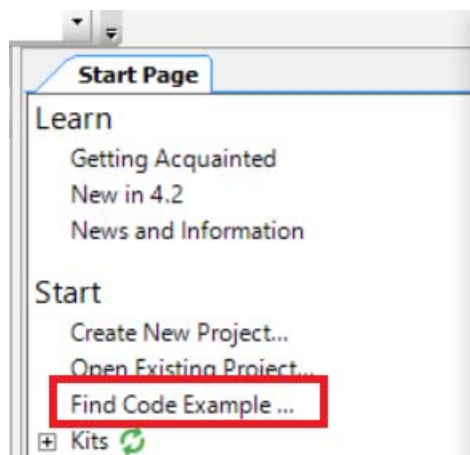 Start Page
Learn
Getting Acquainted
New in 4.2
News and Information
Start
Create New Project...
Open Existing Project...
Find Code Example ...
Kits